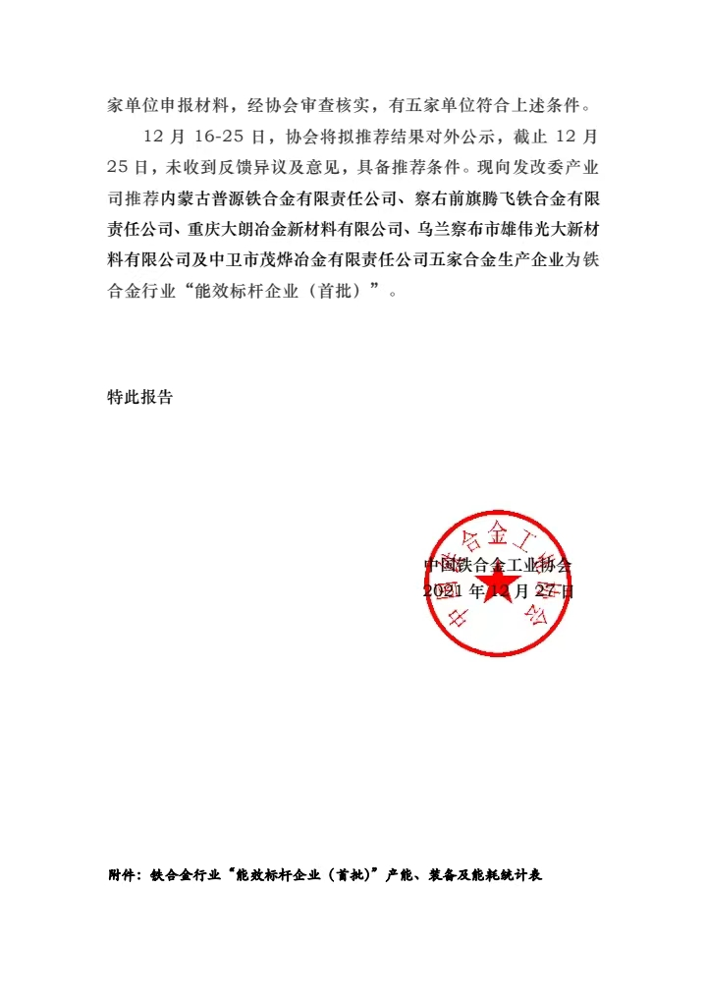 家单位申报材料，经协会审查核实，有五家单位符合上述条件。
12 月 16-25 日，协会将拟推荐结果对外公示，截止 12 月
25 日，未收到反馈异议及意见，具备推荐条件。现向发改委产业
司推荐内蒙古普源铁合金有限责任公司、察右前旗腾飞铁合金有限
责任公司、重庆大朗冶金新材料有限公司、乌兰察布市雄伟光大新材
料有限公司及中卫市茂烨冶金有限责任公司五家合金生产企业为铁
合金行业“能效标杆企业（首批）”。
特此报告
中国铁合金工业协会
2021 年 12 月 27 日
中国铁合金工业协会
附件：铁合金行业“能效标杆企业（首批）”产能、装备及能耗统计表